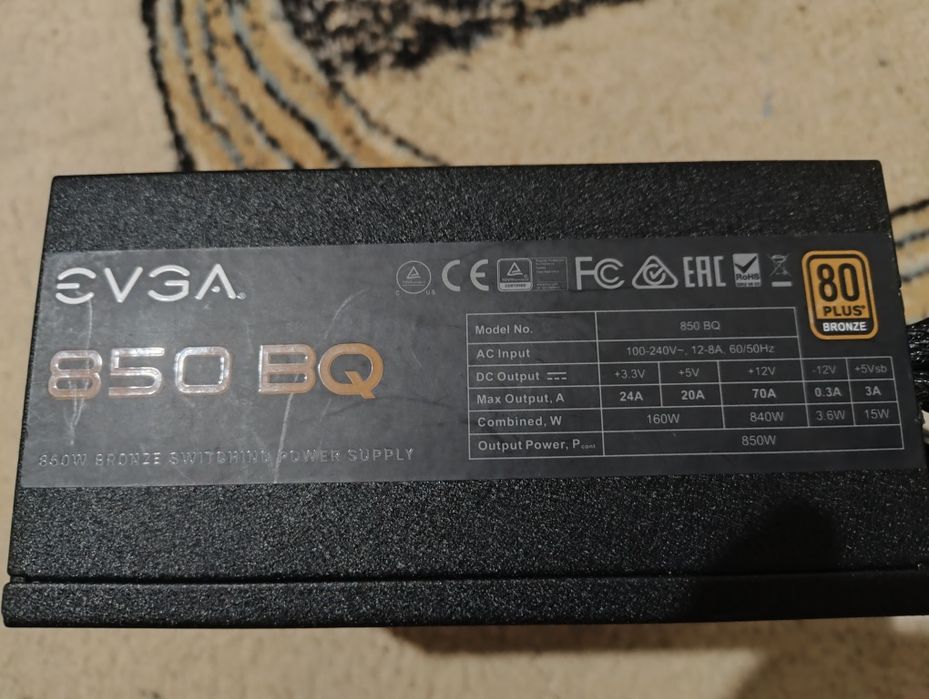 EVGA
850 BQ
850W BRONZE SWITCHING POWER SUPPLY
C US
CE
FC
EAC
RoHS
80
PLUS
BRONZE
Model No. 850 BQ
AC Input 100-240V~, 12-8A, 60/50Hz
DC Output +3.3V +5V +12V -12V +5Vsb
Max Output, A 24A 20A 70A 0.3A 3A
Combined, W 160W 840W 3.6W 15W
Output Power, Pcont 850W